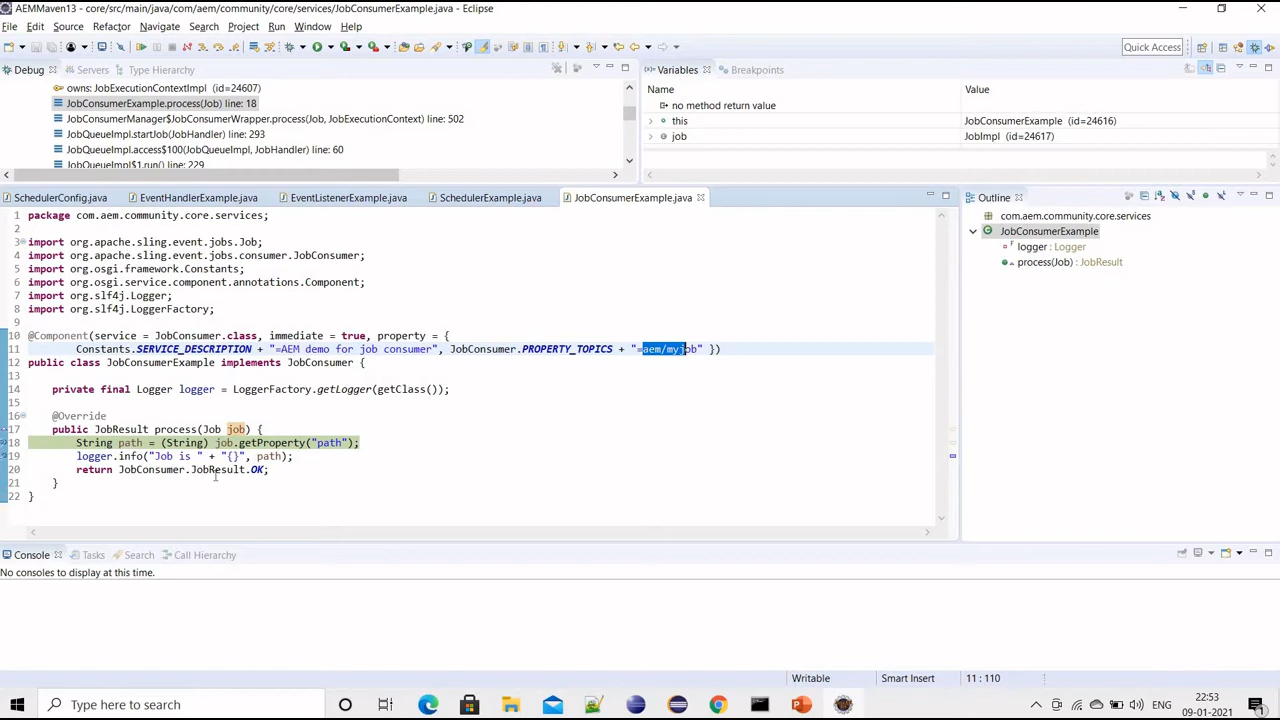 AEMMaven13 - core/src/main/java/com/aem/community/core/services/JobConsumerExample.java - Eclipse
File Edit Source Refactor Navigate Search Project Run Window Help
Quick Access
Debug Servers Type Hierarchy
owns: JobExecutionContextImpl (id=24607)
JobConsumerExample.process(Job) line: 18
JobConsumerManager$JobConsumerWrapper.process(Job, JobExecutionContext) line: 502
JobQueueImpl.startJob(JobHandler) line: 293
JobQueueImpl.access$100(JobQueueImpl, JobHandler) line: 60
JobQueueImpl$1.run() line: 229
Variables Breakpoints
Name Value
no method return value
this JobConsumerExample (id=24616)
job JobImpl (id=24617)
SchedulerConfig.java EventHandlerExample.java EventListenerExample.java SchedulerExample.java JobConsumerExample.java
1 package com.aem.community.core.services;
2
3 import org.apache.sling.event.jobs.Job;
4 import org.apache.sling.event.jobs.consumer.JobConsumer;
5 import org.osgi.framework.Constants;
6 import org.osgi.service.component.annotations.Component;
7 import org.slf4j.Logger;
8 import org.slf4j.LoggerFactory;
9
10 @Component(service = JobConsumer.class, immediate = true, property = {
11 Constants.SERVICE_DESCRIPTION + "=AEM demo for job consumer", JobConsumer.PROPERTY_TOPICS + "=aem/myjob" })
12 public class JobConsumerExample implements JobConsumer {
13
14 private final Logger logger = LoggerFactory.getLogger(getClass());
15
16 @Override
17 public JobResult process(Job job) {
18 String path = (String) job.getProperty("path");
19 logger.info("Job is " + "{}", path);
20 return JobConsumer.JobResult.OK;
21 }
22 }
Outline
com.aem.community.core.services
JobConsumerExample
logger : Logger
process(Job) : JobResult
Console Tasks Search Call Hierarchy
No consoles to display at this time.
Writable Smart Insert 11 : 110
Type here to search
ENG
22:53
09-01-2021